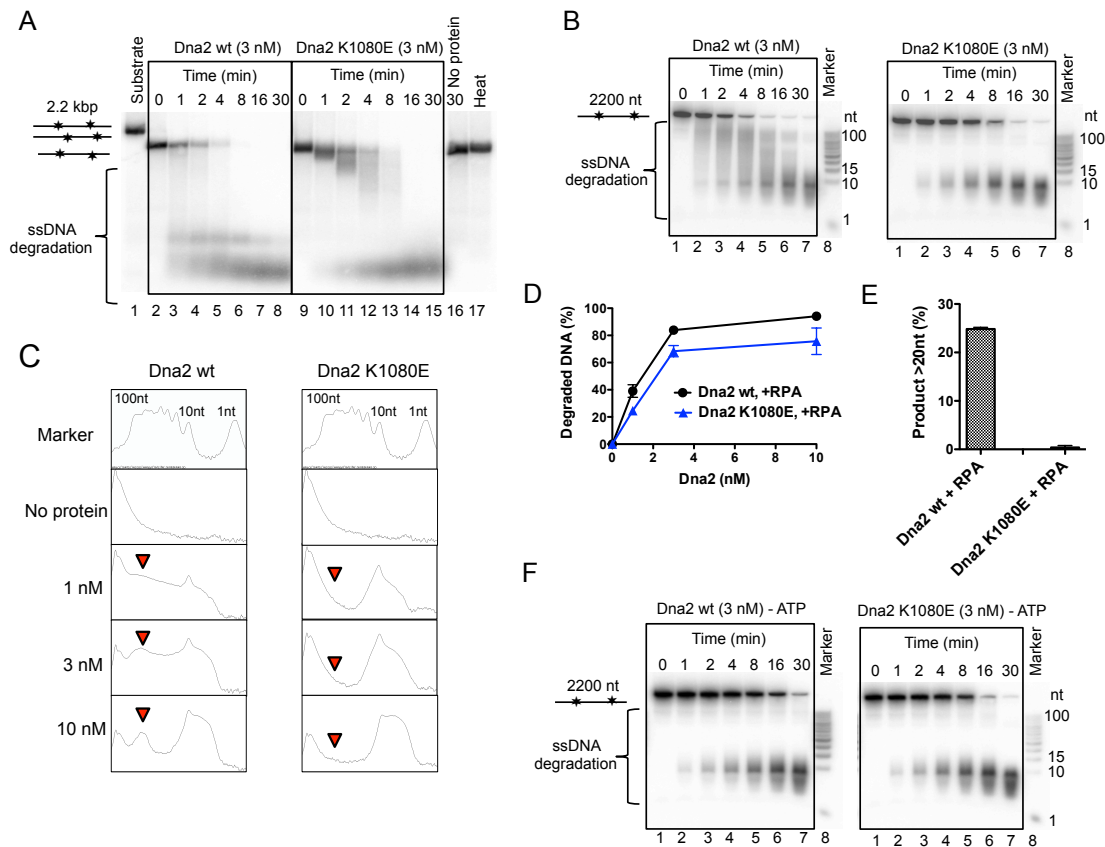 A
Substrate
Dna2 wt (3 nM)
Dna2 K1080E (3 nM)
No protein
Heat
Time (min)
Time (min)
2.2 kbp
0 1 2 4 8 16 30
0 1 2 4 8 16 30
30
ssDNA
degradation
1 2 3 4 5 6 7 8 9 10 11 12 13 14 15 16 17
B
Dna2 wt (3 nM)
Dna2 K1080E (3 nM)
Time (min)
Marker
Time (min)
Marker
2200 nt
0 1 2 4 8 16 30
0 1 2 4 8 16 30
nt
100
15
10
1
nt
100
15
10
1
ssDNA
degradation
1 2 3 4 5 6 7 8
1 2 3 4 5 6 7 8
C
Dna2 wt
Dna2 K1080E
Marker
100nt 10nt 1nt
100nt 10nt 1nt
No protein
1 nM
3 nM
10 nM
D
Degraded DNA (%)
100
80
60
40
20
0
Dna2 wt, +RPA
Dna2 K1080E, +RPA
0 2 4 6 8 10
Dna2 (nM)
E
Product >20nt (%)
30
20
10
0
Dna2 wt + RPA
Dna2 K1080E + RPA
F
Dna2 wt (3 nM) - ATP
Dna2 K1080E (3 nM) - ATP
Time (min)
Marker
Time (min)
Marker
2200 nt
0 1 2 4 8 16 30
0 1 2 4 8 16 30
nt
100
15
10
1
ssDNA
degradation
1 2 3 4 5 6 7 8
1 2 3 4 5 6 7 8